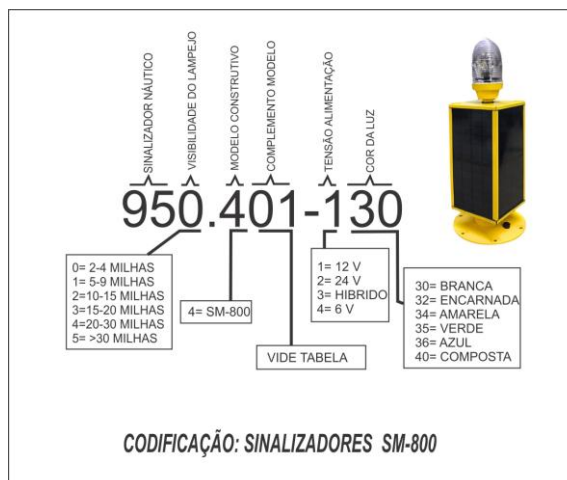 SINALIZADOR NÁUTICO
VISIBILIDADE DO LAMPEJO
MODELO CONSTRUTIVO
COMPLEMENTO MODELO
TENSÃO ALIMENTAÇÃO
COR DA LUZ
950.401-130
0= 2-4 MILHAS
1= 5-9 MILHAS
2=10-15 MILHAS
3=15-20 MILHAS
4=20-30 MILHAS
5= >30 MILHAS
4= SM-800
VIDE TABELA
1= 12 V
2= 24 V
3= HIBRIDO
4= 6 V
30= BRANCA
32= ENCARNADA
34= AMARELA
35= VERDE
36= AZUL
40= COMPOSTA
CODIFICAÇÃO: SINALIZADORES SM-800